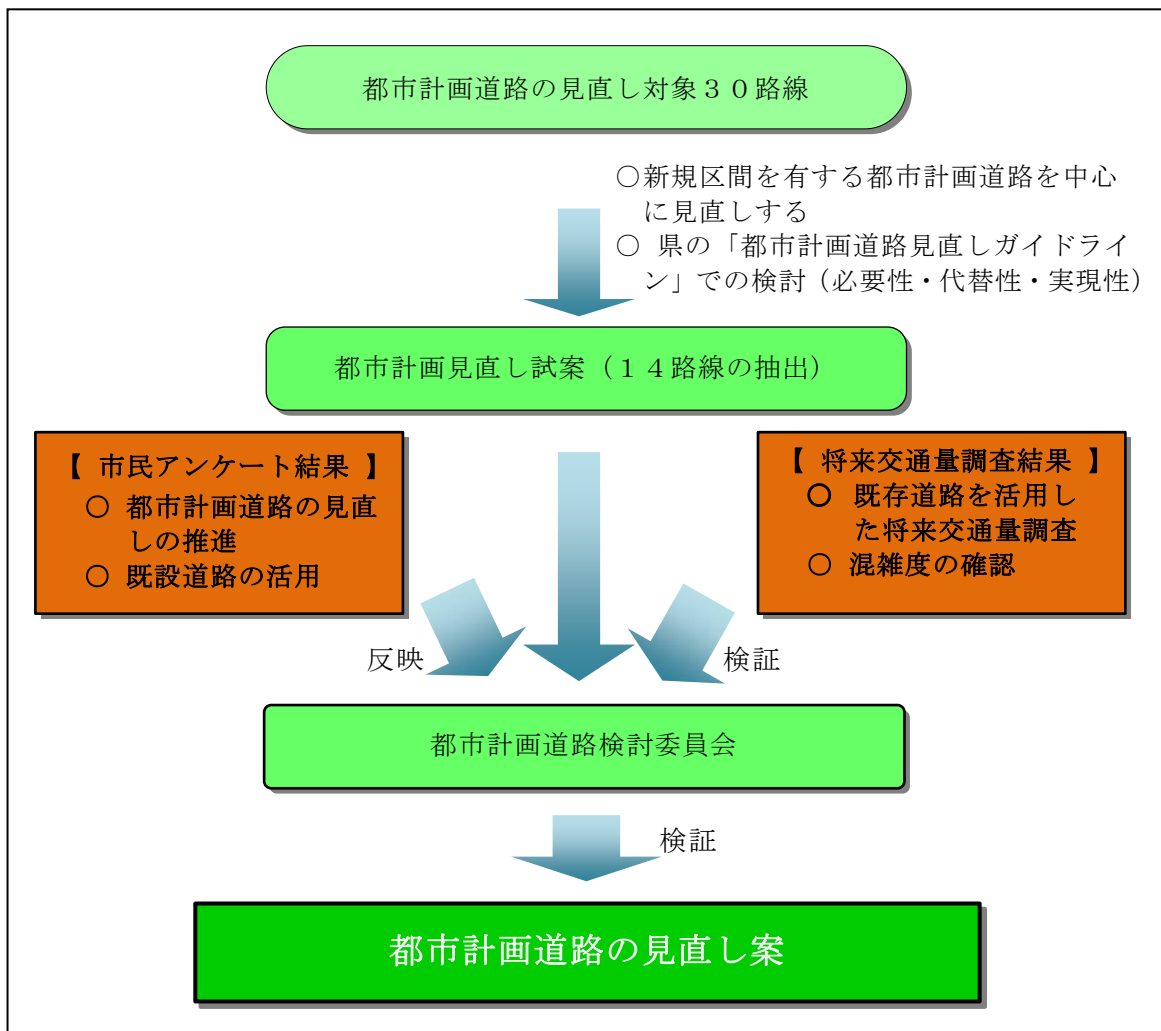 都市計画道路の見直し対象３０路線
○新規区間を有する都市計画道路を中心
に見直しする
○ 県の「都市計画道路見直しガイドライ
ン」での検討（必要性・代替性・実現性）
都市計画見直し試案（１４路線の抽出）
【 市民アンケート結果 】
○ 都市計画道路の見直
しの推進
○ 既設道路の活用
【 将来交通量調査結果 】
○ 既存道路を活用し
た将来交通量調査
○ 混雑度の確認
反映
検証
都市計画道路検討委員会
検証
都市計画道路の見直し案